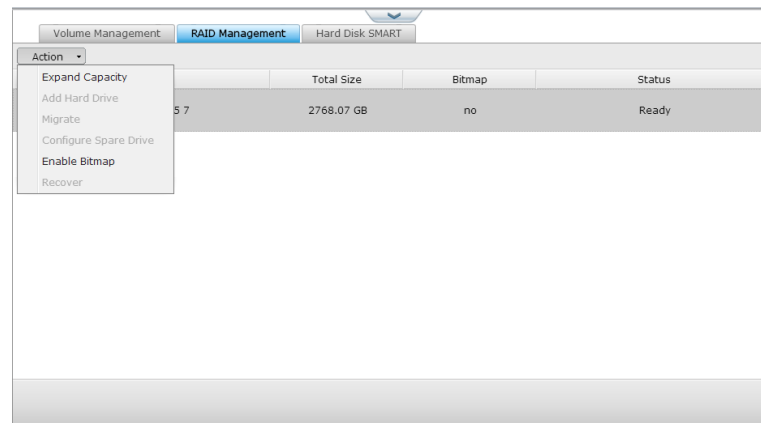 Volume Management RAID Management Hard Disk SMART
Action
Total Size Bitmap Status
Expand Capacity
Add Hard Drive
5 7 2768.07 GB no Ready
Migrate
Configure Spare Drive
Enable Bitmap
Recover